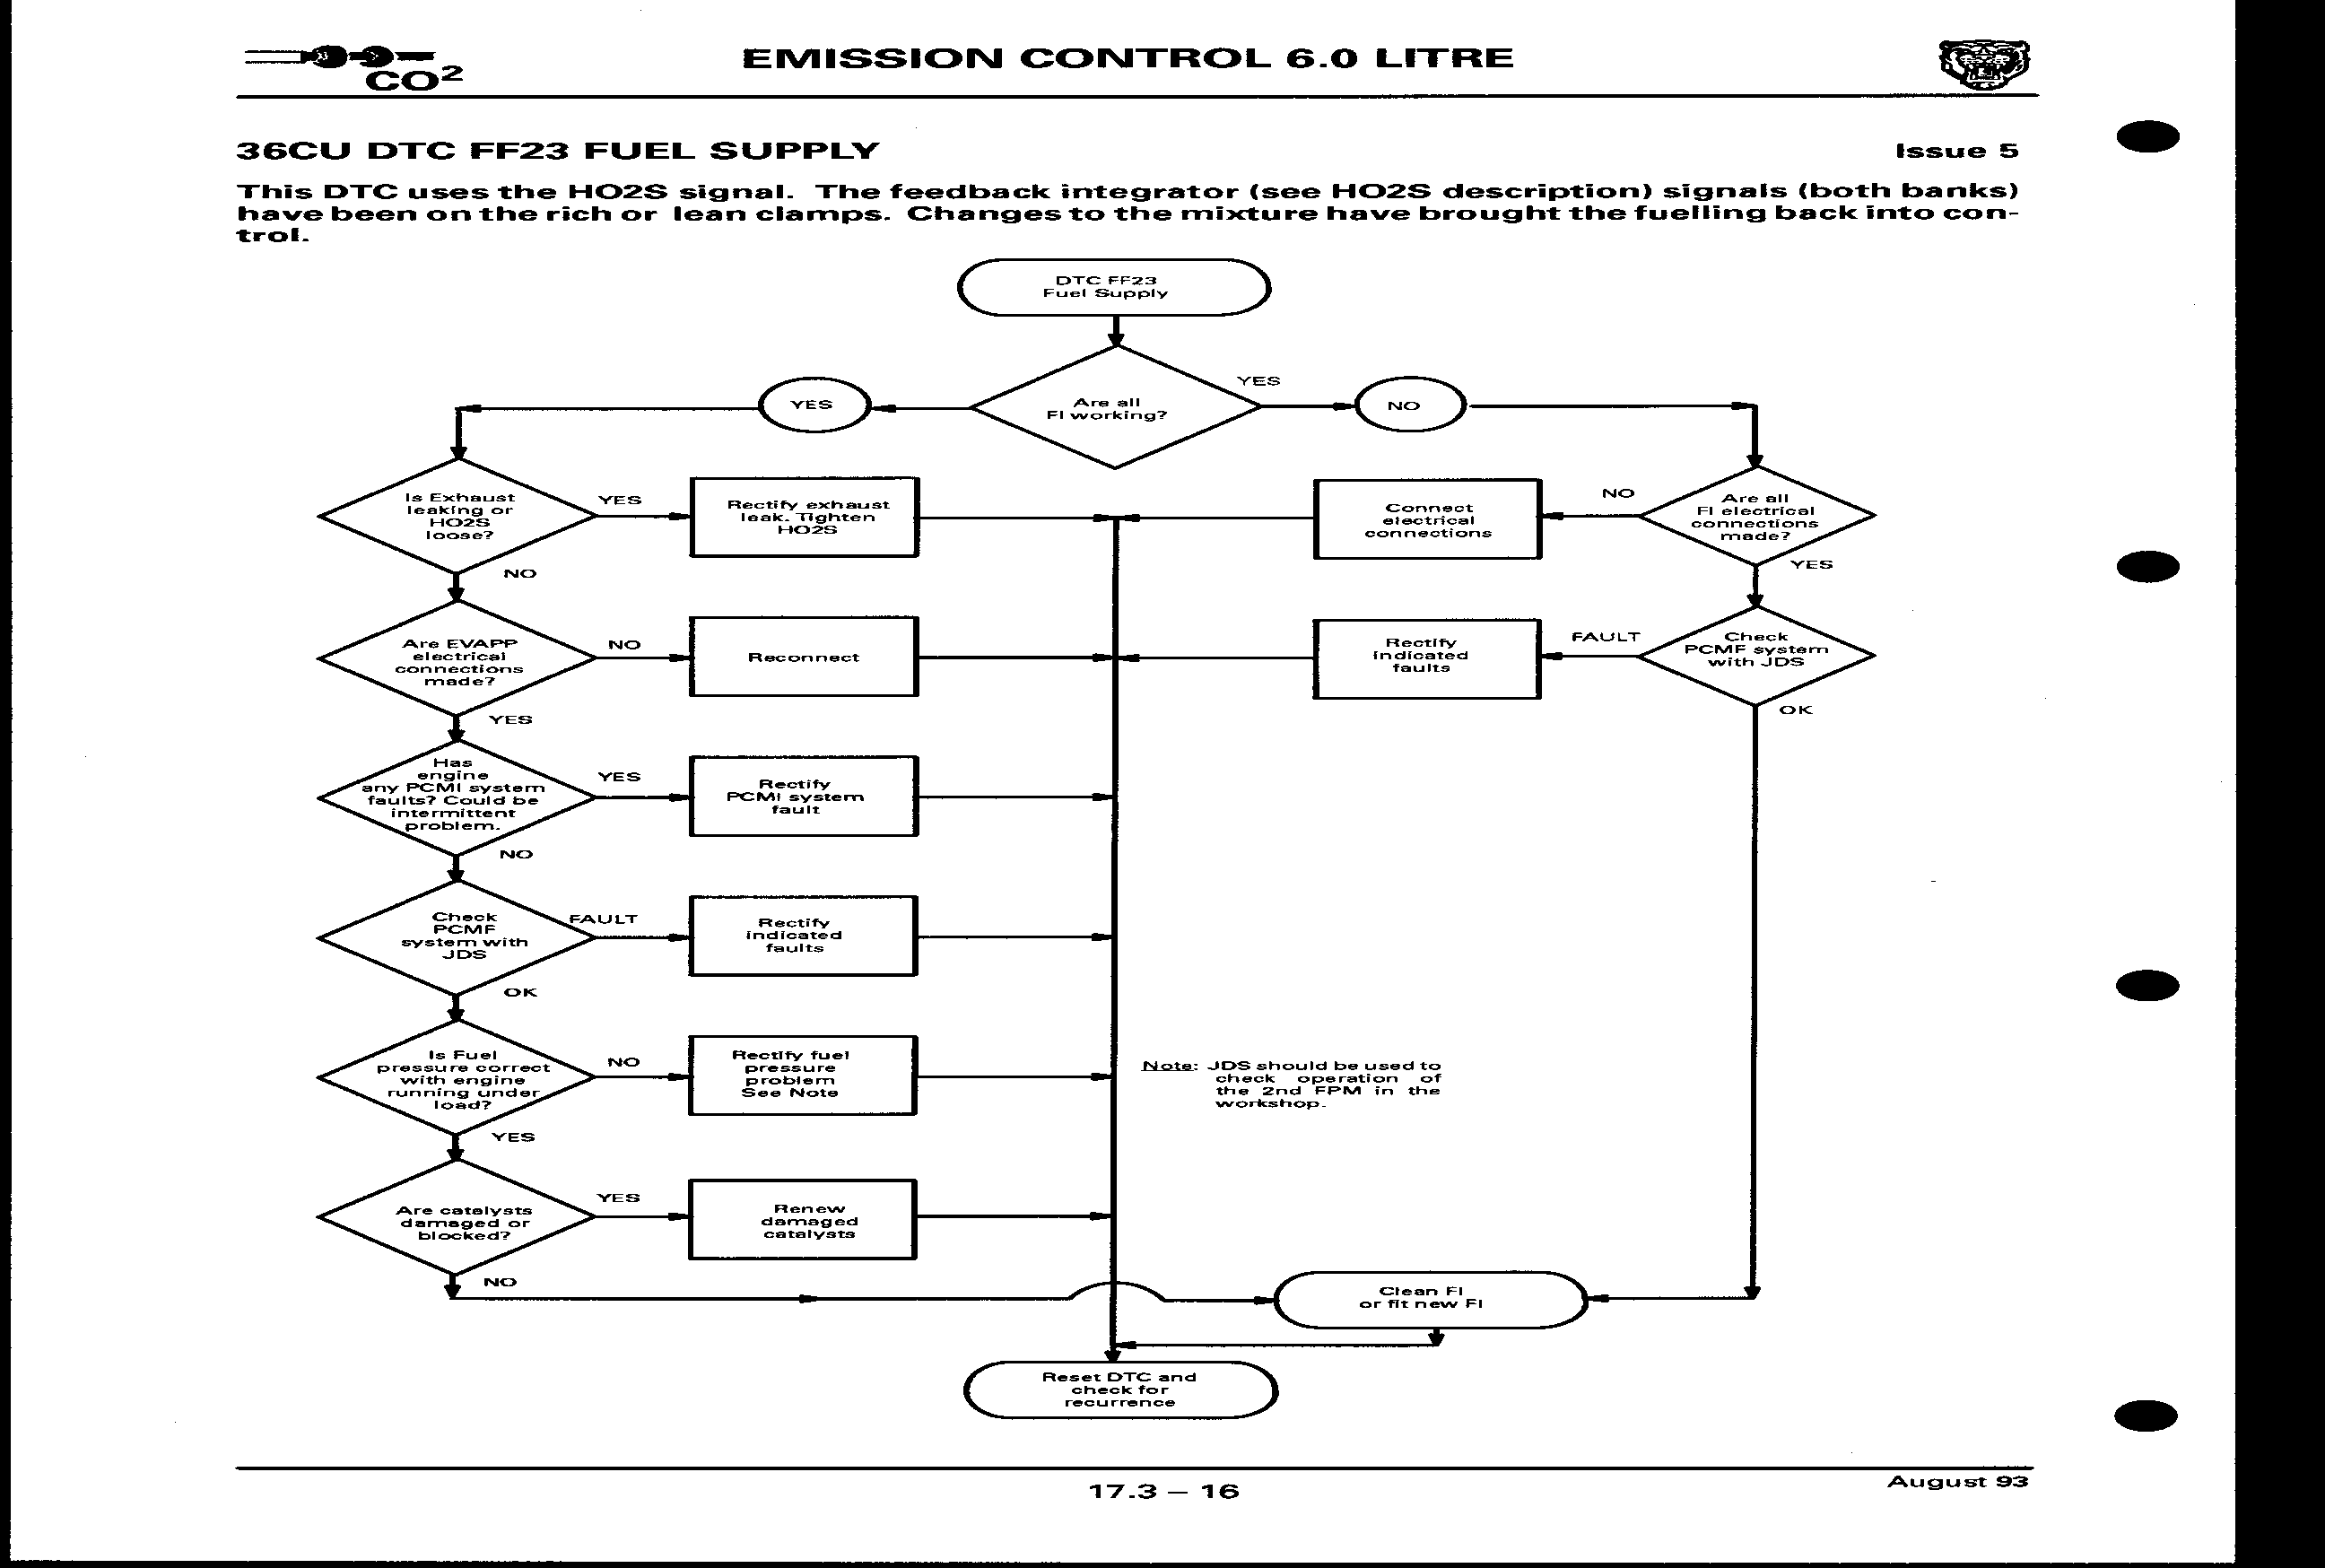 CO²
EMISSION CONTROL 6.0 LITRE
36CU DTC FF23 FUEL SUPPLY
Issue 5
This DTC uses the HO2S signal. The feedback integrator (see HO2S description) signals (both banks)
have been on the rich or lean clamps. Changes to the mixture have brought the fuelling back into con-
trol.
DTC FF23
Fuel Supply
YES
Are all
FI working?
YES
NO
Is Exhaust
leaking or
HO2S
loose?
YES
Rectify exhaust
leak. Tighten
HO2S
Connect
electrical
connections
NO
Are all
FI electrical
connections
made?
NO
YES
Are EVAPP
electrical
connections
made?
NO
Reconnect
Rectify
indicated
faults
FAULT
Check
PCMF system
with JDS
YES
OK
Has
engine
any PCMI system
faults? Could be
intermittent
problem.
YES
Rectify
PCMI system
fault
NO
Check
PCMF
system with
JDS
FAULT
Rectify
indicated
faults
OK
Is Fuel
pressure correct
with engine
running under
load?
NO
Rectify fuel
pressure
problem
See Note
Note: JDS should be used to
check operation of
the 2nd FPM in the
workshop.
YES
Are catalysts
damaged or
blocked?
YES
Renew
damaged
catalysts
NO
Clean FI
or fit new FI
Reset DTC and
check for
recurrence
17.3 – 16
August 93